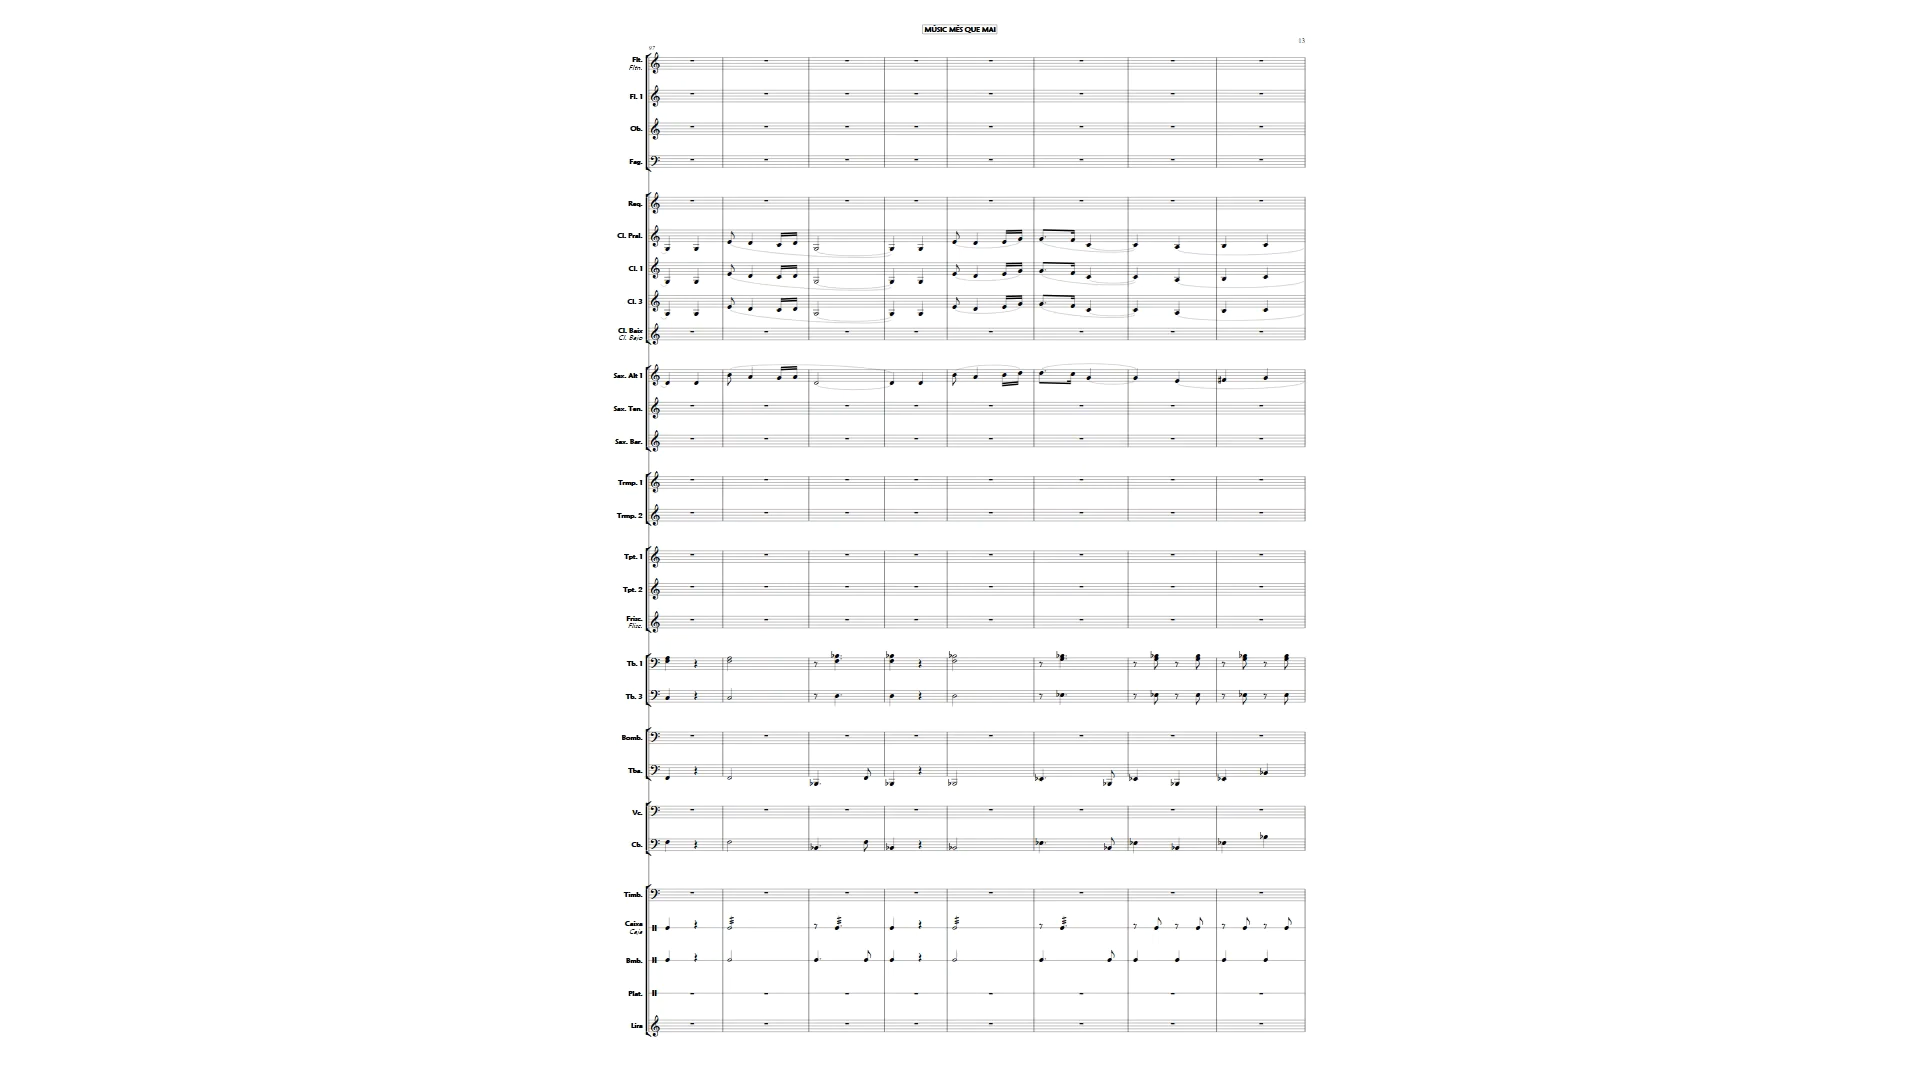 MÚSIC MÉS QUE MAI
13
97
Flt.
Fltn.
Fl. 1
Ob.
Fag.
Req.
Cl. Pral.
Cl. 1
Cl. 3
Cl. Baix
Cl. Bajo
Sax. Alt 1
Sax. Ten.
Sax. Bar.
Trmp. 1
Trmp. 2
Tpt. 1
Tpt. 2
Frisc.
Flisc.
Tb. 1
Tb. 3
Bomb.
Tba.
Vc.
Cb.
Timb.
Caixa
Caja
Bmb.
Plat.
Lira